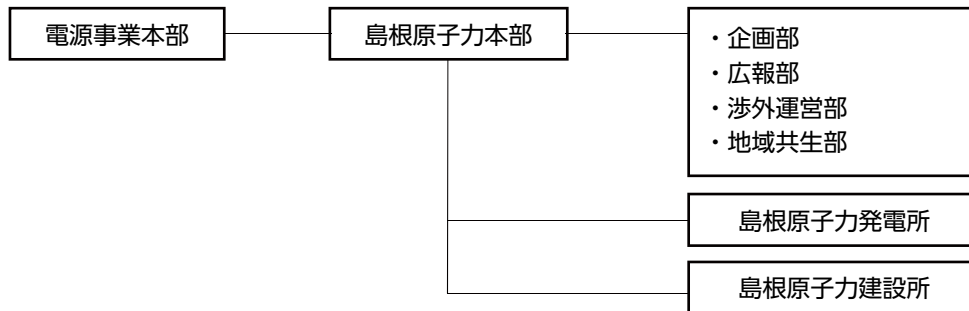 電源事業本部
島根原子力本部
・企画部
・広報部
・渉外運営部
・地域共生部
島根原子力発電所
島根原子力建設所